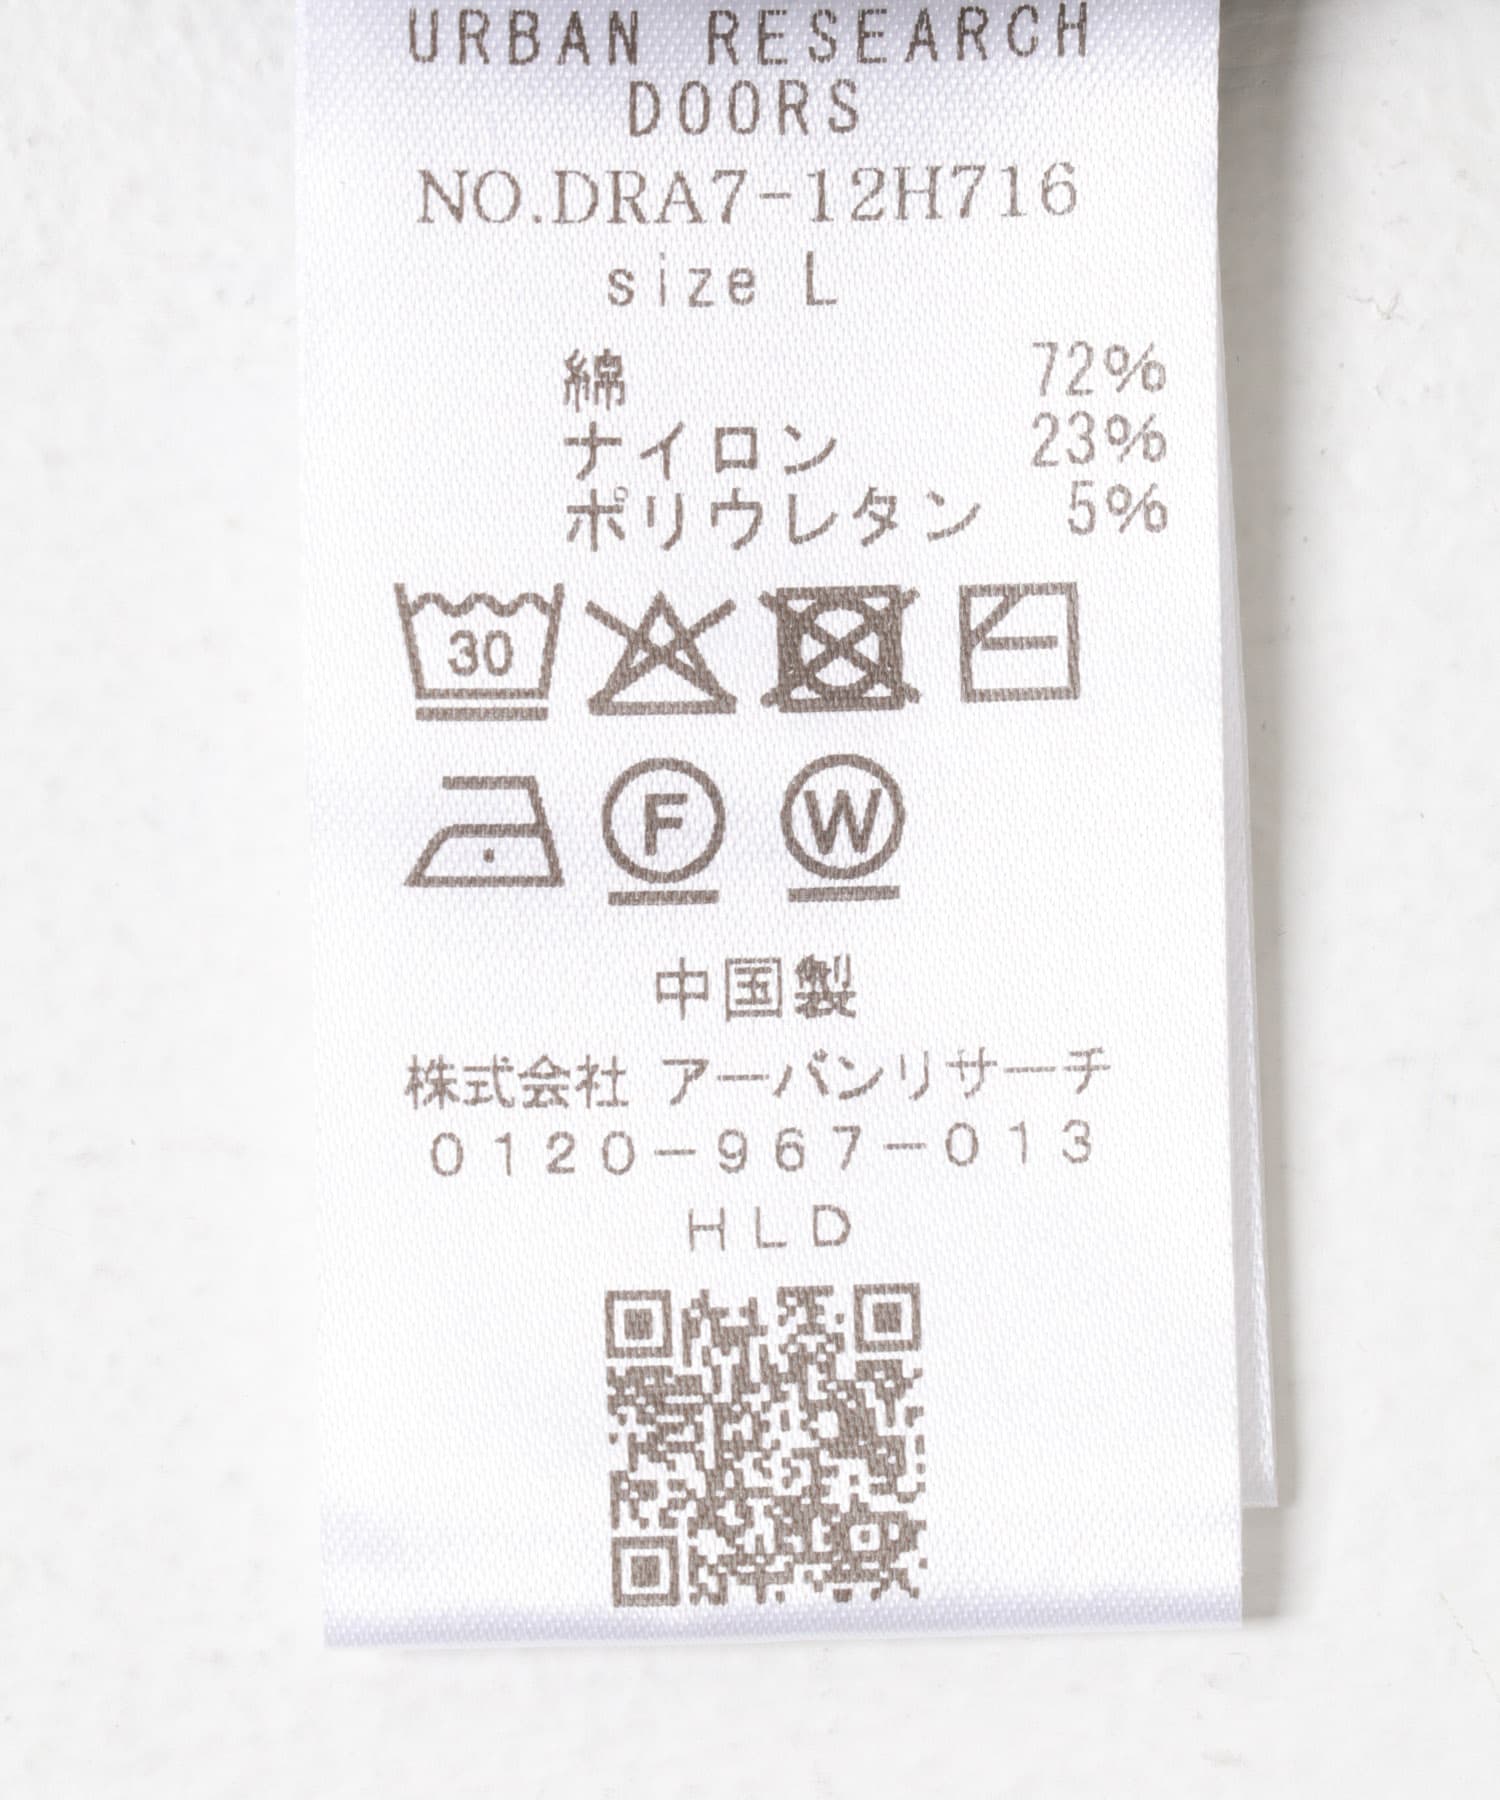 URBAN RESEARCH
DOORS
NO.DRA7-12H716
size L
綿 72%
ナイロン 23%
ポリウレタン 5%
30
F W
中国製
株式会社 アーバンリサーチ
0120-967-013
HLD